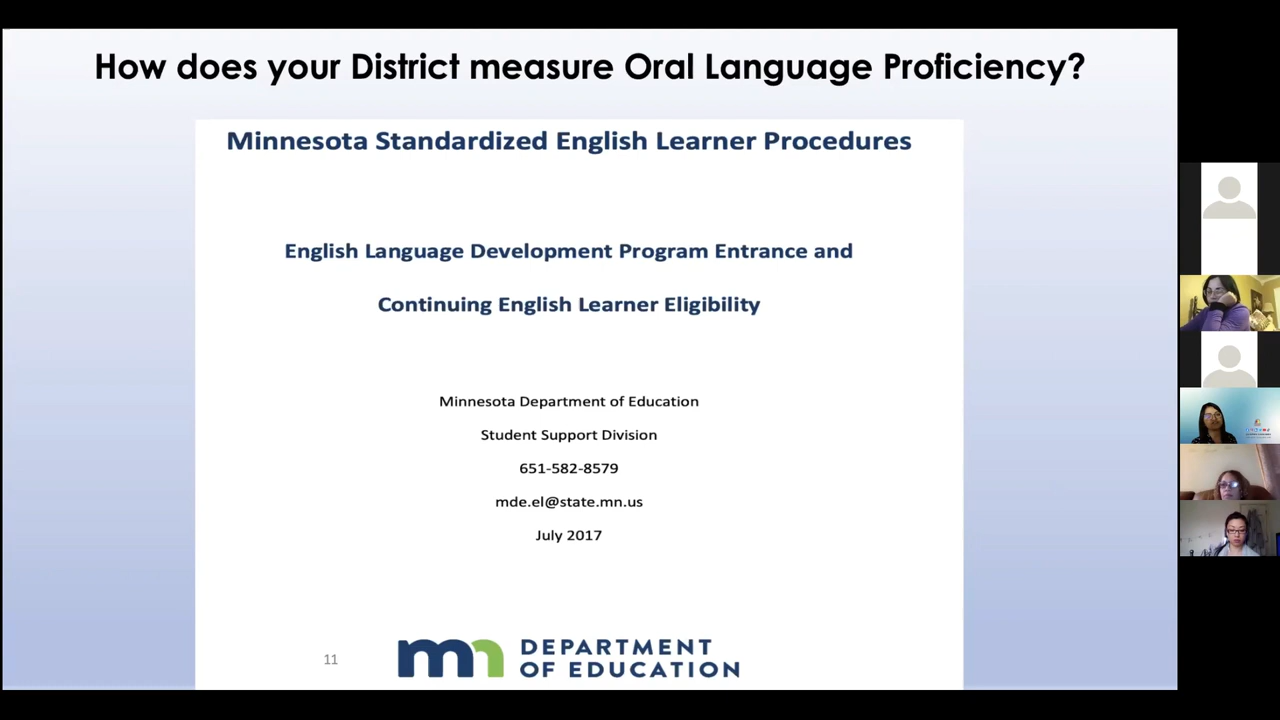 How does your District measure Oral Language Proficiency?
Minnesota Standardized English Learner Procedures
English Language Development Program Entrance and
Continuing English Learner Eligibility
Minnesota Department of Education
Student Support Division
651-582-8579
mde.el@state.mn.us
July 2017
11
mn DEPARTMENT
OF EDUCATION